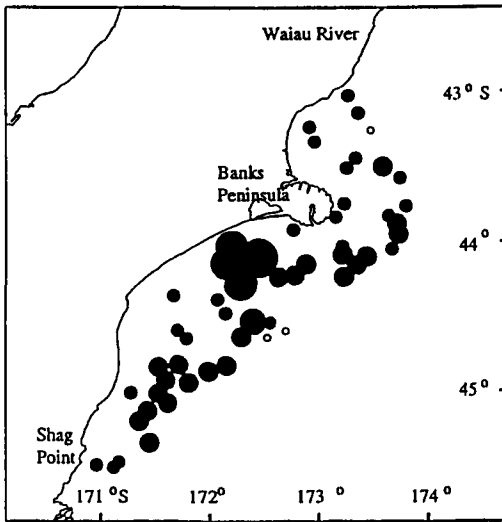 Waiau River
43° S
Banks
Peninsula
44°
45°
Shag
Point
171 °S
172 °
173 °
174 °